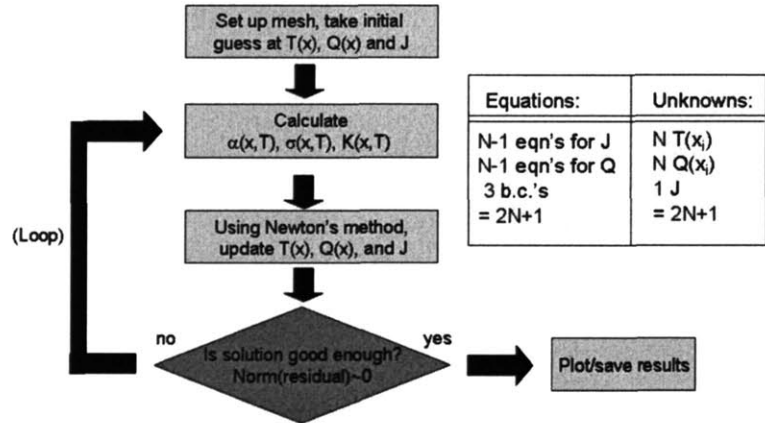 Set up mesh, take initial
guess at T(x), Q(x) and J
Calculate
α(x,T), σ(x,T), K(x,T)
Using Newton's method,
update T(x), Q(x), and J
(Loop)
no
yes
Is solution good enough?
Norm(residual)~0
Plot/save results
Equations:
N-1 eqn's for J
N-1 eqn's for Q
3 b.c.'s
= 2N+1
Unknowns:
N T(xᵢ)
N Q(xᵢ)
1 J
= 2N+1